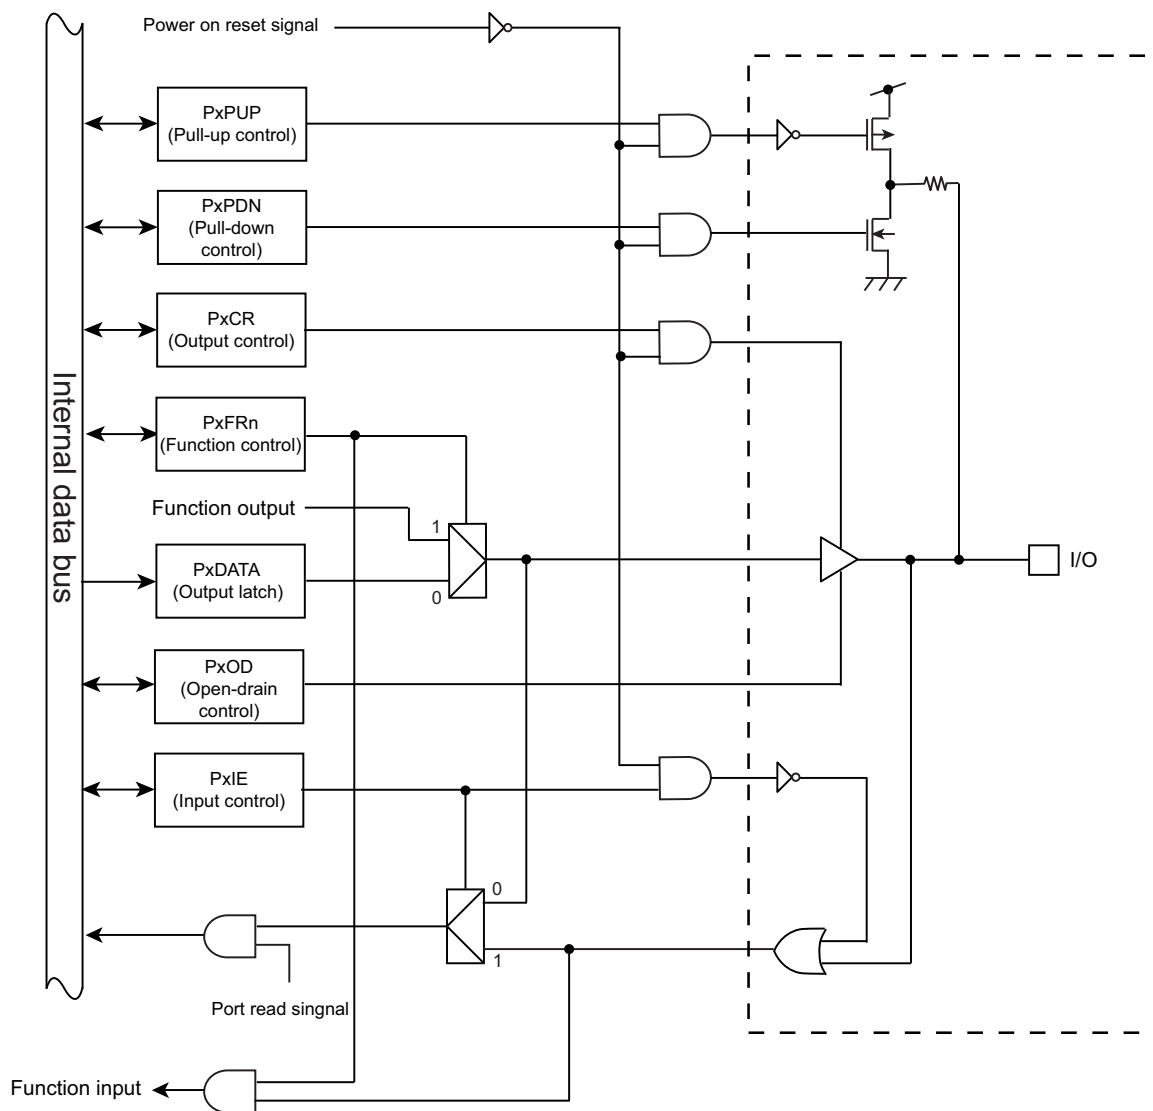 Power on reset signal
PxPUP
(Pull-up control)
PxPDN
(Pull-down
control)
PxCR
(Output control)
PxFRn
(Function control)
Internal data bus
Function output
1
0
PxDATA
(Output latch)
I/O
PxOD
(Open-drain
control)
PxIE
(Input control)
0
1
Port read singnal
Function input